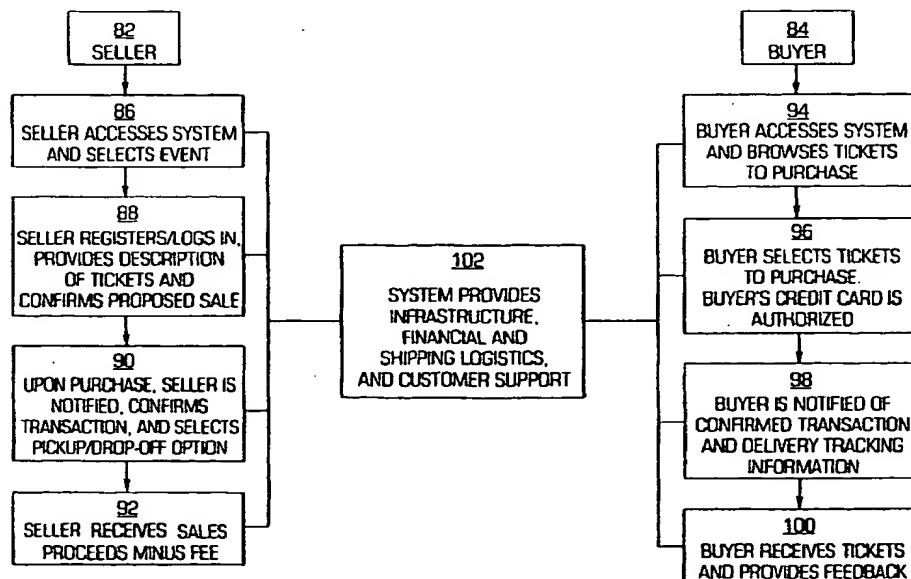 82
SELLER
86
SELLER ACCESSES SYSTEM
AND SELECTS EVENT
88
SELLER REGISTERS/LOGS IN,
PROVIDES DESCRIPTION
OF TICKETS AND
CONFIRMS PROPOSED SALE
90
UPON PURCHASE, SELLER IS
NOTIFIED, CONFIRMS
TRANSACTION, AND SELECTS
PICKUP/DROP-OFF OPTION
92
SELLER RECEIVES SALES
PROCEEDS MINUS FEE
102
SYSTEM PROVIDES
INFRASTRUCTURE,
FINANCIAL AND
SHIPPING LOGISTICS,
AND CUSTOMER SUPPORT
84
BUYER
94
BUYER ACCESSES SYSTEM
AND BROWSES TICKETS
TO PURCHASE
96
BUYER SELECTS TICKETS
TO PURCHASE.
BUYER'S CREDIT CARD IS
AUTHORIZED
98
BUYER IS NOTIFIED OF
CONFIRMED TRANSACTION
AND DELIVERY TRACKING
INFORMATION
100
BUYER RECEIVES TICKETS
AND PROVIDES FEEDBACK